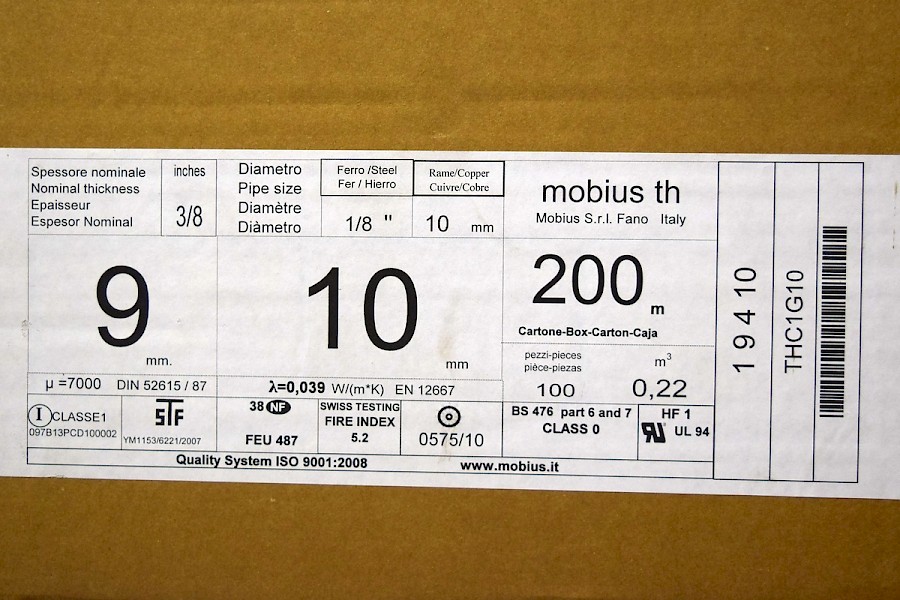 Spessore nominale
Nominal thickness
Epaisseur
Espesor Nominal
inches
3/8
Diametro
Pipe size
Diamètre
Diàmetro
Ferro /Steel
Fer / Hierro
1/8 "
Rame/Copper
Cuivre/Cobre
10 mm
mobius th
Mobius S.r.l. Fano Italy
9
mm.
10
mm
200 m
Cartone-Box-Carton-Caja
pezzi-pieces
pièce-piezas
100
m³
0,22
µ =7000 DIN 52615 / 87
λ=0,039 W/(m*K) EN 12667
I CLASSE1
097B13PCD100002
STF
YM1153/6221/2007
38 NF
FEU 487
SWISS TESTING
FIRE INDEX
5.2
0575/10
BS 476 part 6 and 7
CLASS 0
HF 1
UL 94
Quality System ISO 9001:2008
www.mobius.it
19410
THC1G10